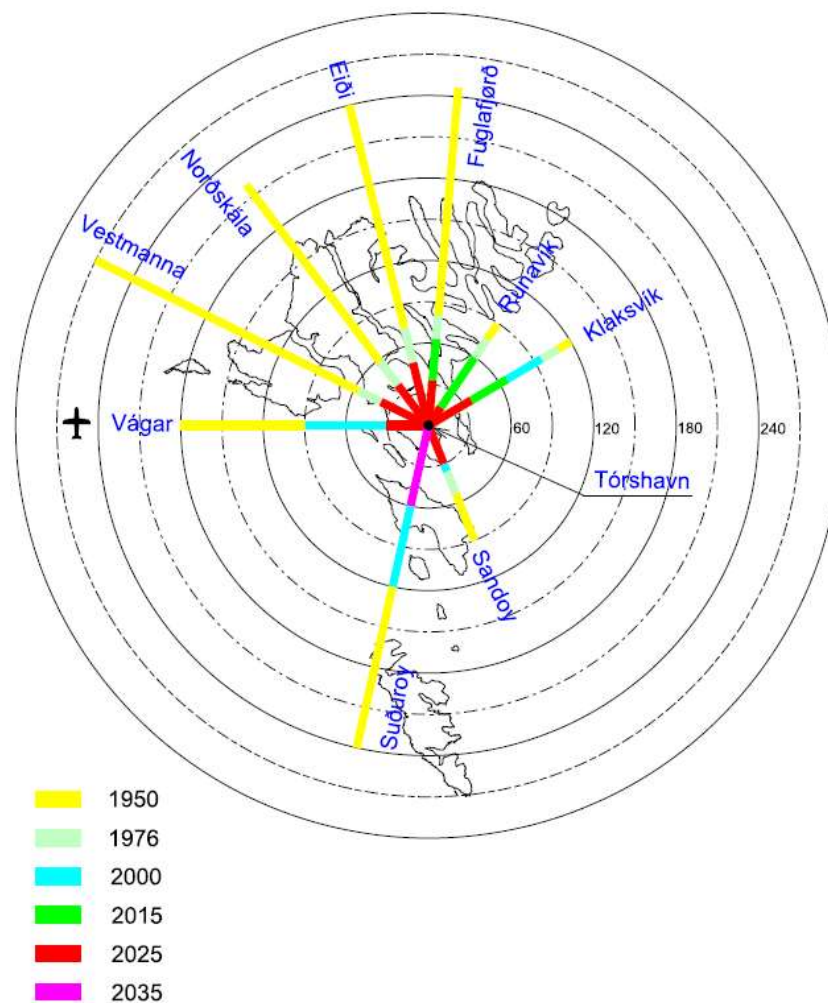 Eiði
Fuglafjørð
Norðskála
Vestmanna
Runavík
Klaksvík
Vágar
60
120
180
240
Tórshavn
Sandoy
Suðuroy
1950
1976
2000
2015
2025
2035